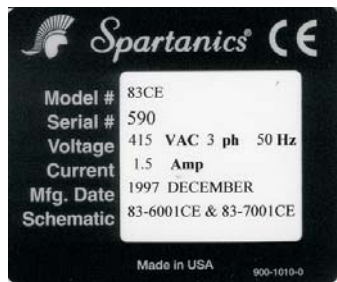 Spartanics® CE
Model # 83CE
Serial # 590
Voltage 415 VAC 3 ph 50 Hz
Current 1.5 Amp
Mfg. Date 1997 DECEMBER
Schematic 83-6001CE & 83-7001CE
Made in USA 900-1010-0